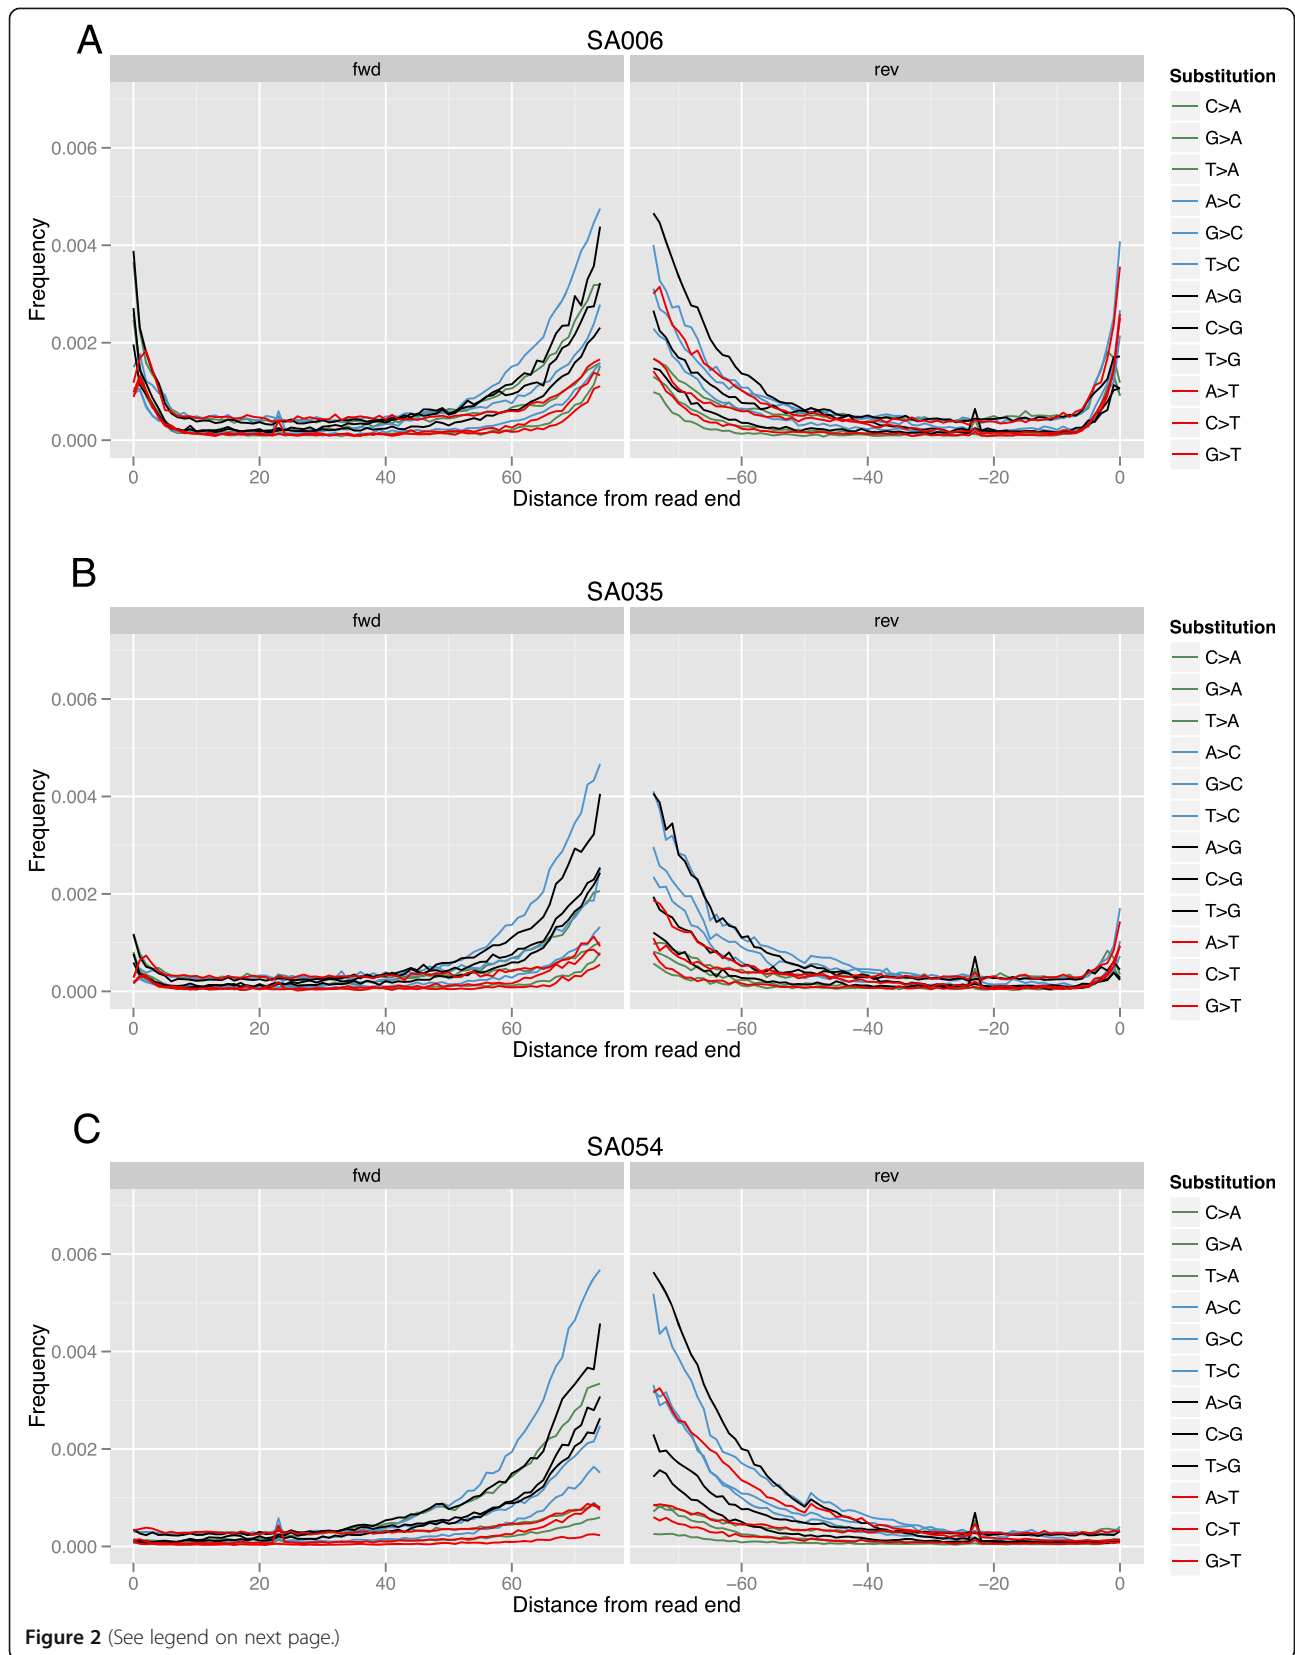 A
SA006
fwd
rev
Substitution
C>A
G>A
T>A
A>C
G>C
T>C
A>G
C>G
T>G
A>T
C>T
G>T
Frequency
0.006
0.004
0.002
0.000
0 20 40 60
−60 −40 −20 0
Distance from read end
B
SA035
fwd
rev
Substitution
C>A
G>A
T>A
A>C
G>C
T>C
A>G
C>G
T>G
A>T
C>T
G>T
Frequency
0.006
0.004
0.002
0.000
0 20 40 60
−60 −40 −20 0
Distance from read end
C
SA054
fwd
rev
Substitution
C>A
G>A
T>A
A>C
G>C
T>C
A>G
C>G
T>G
A>T
C>T
G>T
Frequency
0.006
0.004
0.002
0.000
0 20 40 60
−60 −40 −20 0
Distance from read end
Figure 2 (See legend on next page.)